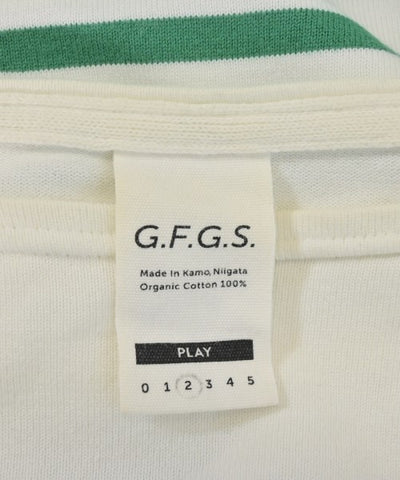 G.F.G.S.
Made In Kamo, Niigata
Organic Cotton 100%
PLAY
0 1 2 3 4 5